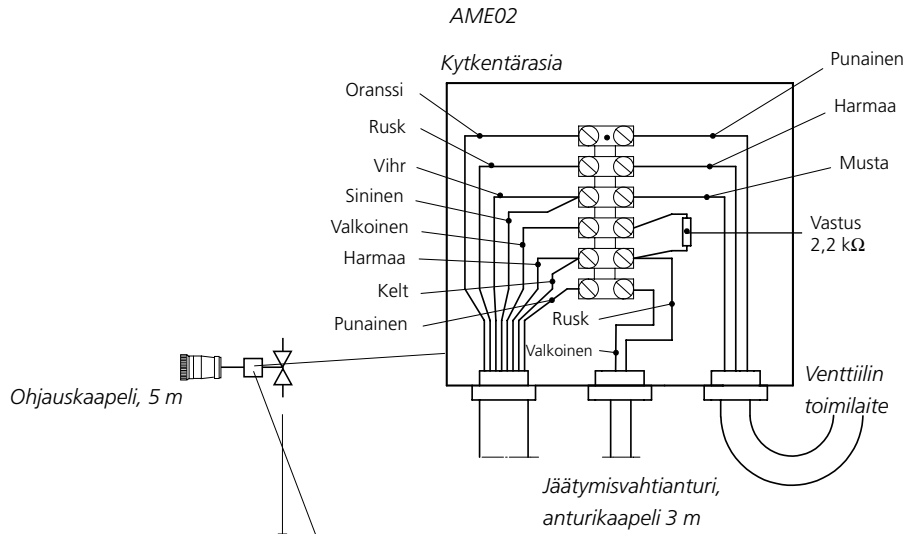 AME02
Kytkentärasia
Oranssi
Rusk
Vihr
Sininen
Valkoinen
Harmaa
Kelt
Punainen
Punainen
Harmaa
Musta
Vastus
2,2 kΩ
Rusk
Valkoinen
Ohjauskaapeli, 5 m
Venttiilin
toimilaite
Jäätymisvahtianturi,
anturikaapeli 3 m